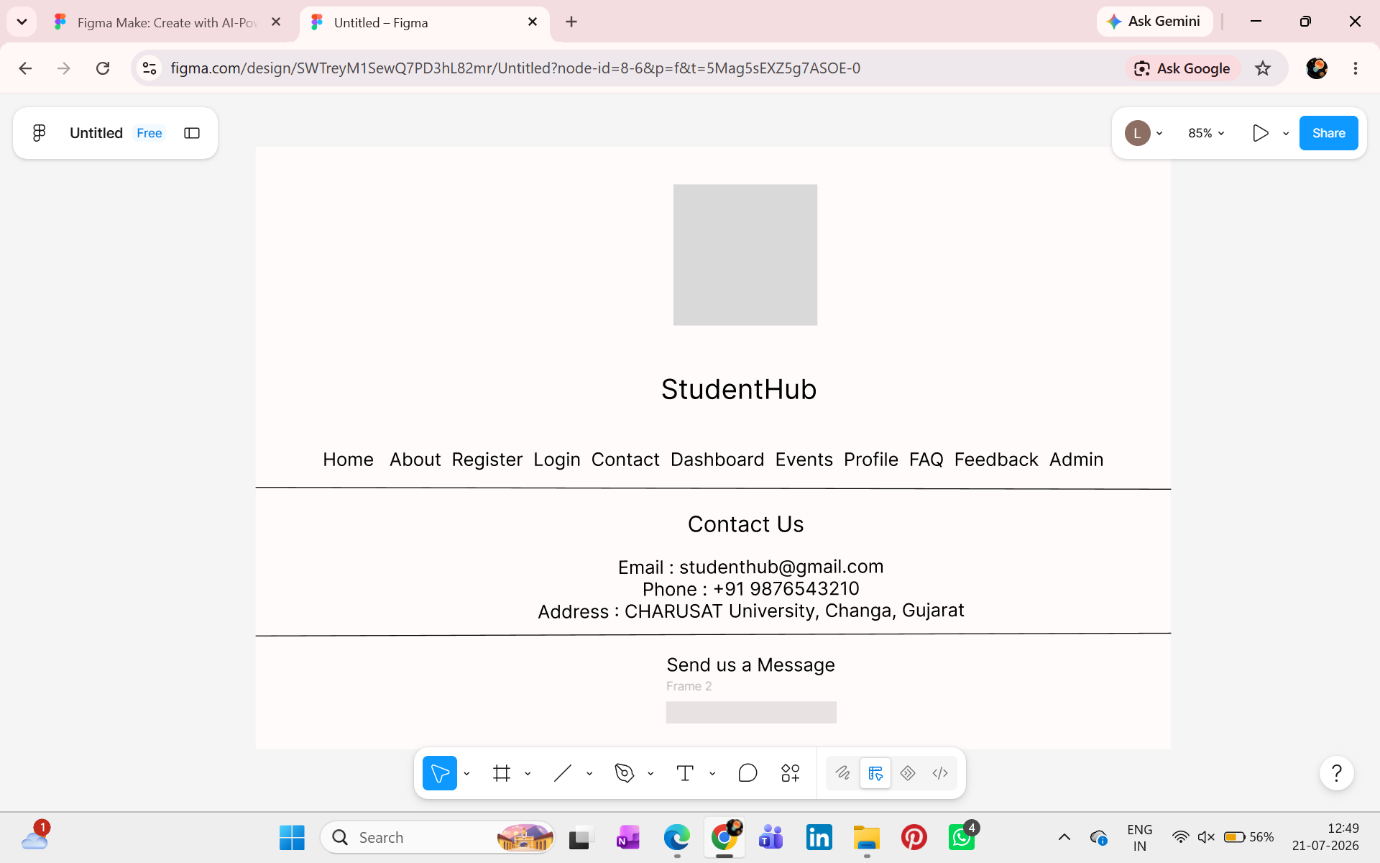 Figma Make: Create with AI-Po
Untitled – Figma
Ask Gemini
figma.com/design/SWTreyM1SewQ7PD3hL82mr/Untitled?node-id=8-6&p=f&t=5Mag5sEXZ5g7ASOE-0
Ask Google
Untitled Free
L 85% Share
StudentHub
Home About Register Login Contact Dashboard Events Profile FAQ Feedback Admin
Contact Us
Email : studenthub@gmail.com
Phone : +91 9876543210
Address : CHARUSAT University, Changa, Gujarat
Send us a Message
Frame 2
T
?
1
Search
N
T
in
4
ENG
IN
56%
12:49
21-07-2026